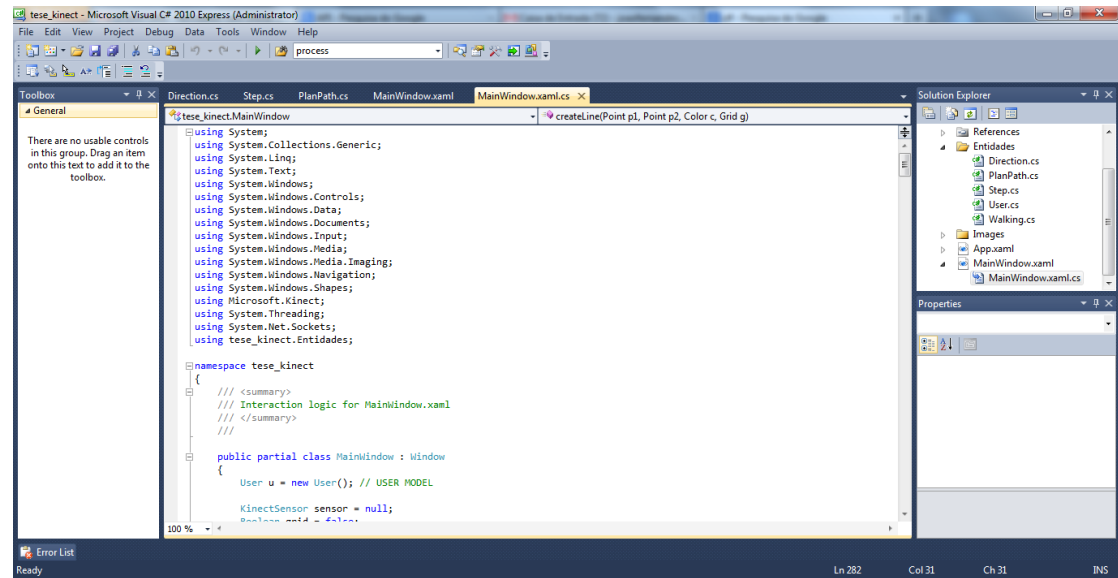 tese_kinect - Microsoft Visual C# 2010 Express (Administrator)
File Edit View Project Debug Data Tools Window Help
process
Toolbox
General
There are no usable controls
in this group. Drag an item
onto this text to add it to the
toolbox.
Direction.cs Step.cs PlanPath.cs MainWindow.xaml MainWindow.xaml.cs
tese_kinect.MainWindow createLine(Point p1, Point p2, Color c, Grid g)
using System;
using System.Collections.Generic;
using System.Linq;
using System.Text;
using System.Windows;
using System.Windows.Controls;
using System.Windows.Data;
using System.Windows.Documents;
using System.Windows.Input;
using System.Windows.Media;
using System.Windows.Media.Imaging;
using System.Windows.Navigation;
using System.Windows.Shapes;
using Microsoft.Kinect;
using System.Threading;
using System.Net.Sockets;
using tese_kinect.Entidades;
namespace tese_kinect
{
/// <summary>
/// Interaction logic for MainWindow.xaml
/// </summary>
///
public partial class MainWindow : Window
{
User u = new User(); // USER MODEL
KinectSensor sensor = null;
100 %
Solution Explorer
References
Entidades
Direction.cs
PlanPath.cs
Step.cs
User.cs
Walking.cs
Images
App.xaml
MainWindow.xaml
MainWindow.xaml.cs
Properties
Error List
Ready Ln 282 Col 31 Ch 31 INS